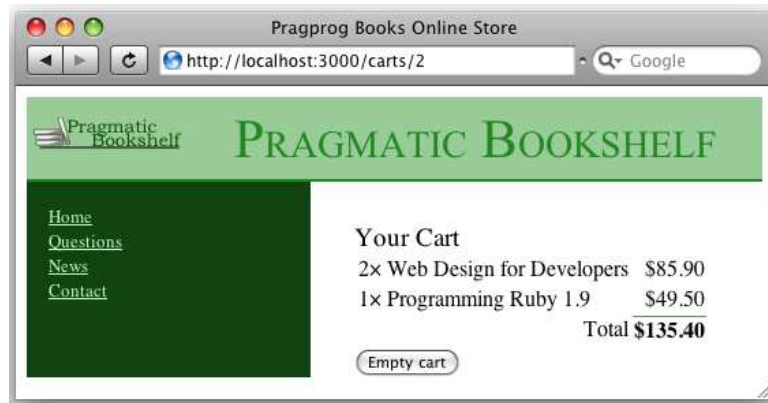 Pragprog Books Online Store
http://localhost:3000/carts/2
Google
Pragmatic
Bookshelf
PRAGMATIC BOOKSHELF
Home
Questions
News
Contact
Your Cart
2× Web Design for Developers $85.90
1× Programming Ruby 1.9 $49.50
Total $135.40
Empty cart